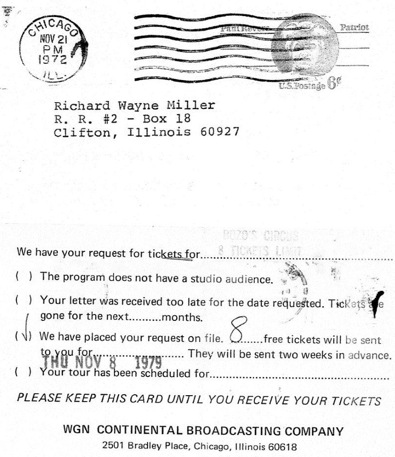 CHICAGO
NOV 21
PM
1972
ILL.
Paul Revere Patriot
U.S. Postage 6¢
Richard Wayne Miller
R. R. #2 - Box 18
Clifton, Illinois 60927
BOZO'S CIRCUS
8 TICKETS LIMIT
We have your request for tickets for..............................
( ) The program does not have a studio audience.
( ) Your letter was received too late for the date requested. Tickets are
gone for the next..........months.
(√) We have placed your request on file. 8......free tickets will be sent
to you for........................ They will be sent two weeks in advance.
THU NOV 8 1979
( ) Your tour has been scheduled for..............................
PLEASE KEEP THIS CARD UNTIL YOU RECEIVE YOUR TICKETS
WGN CONTINENTAL BROADCASTING COMPANY
2501 Bradley Place, Chicago, Illinois 60618